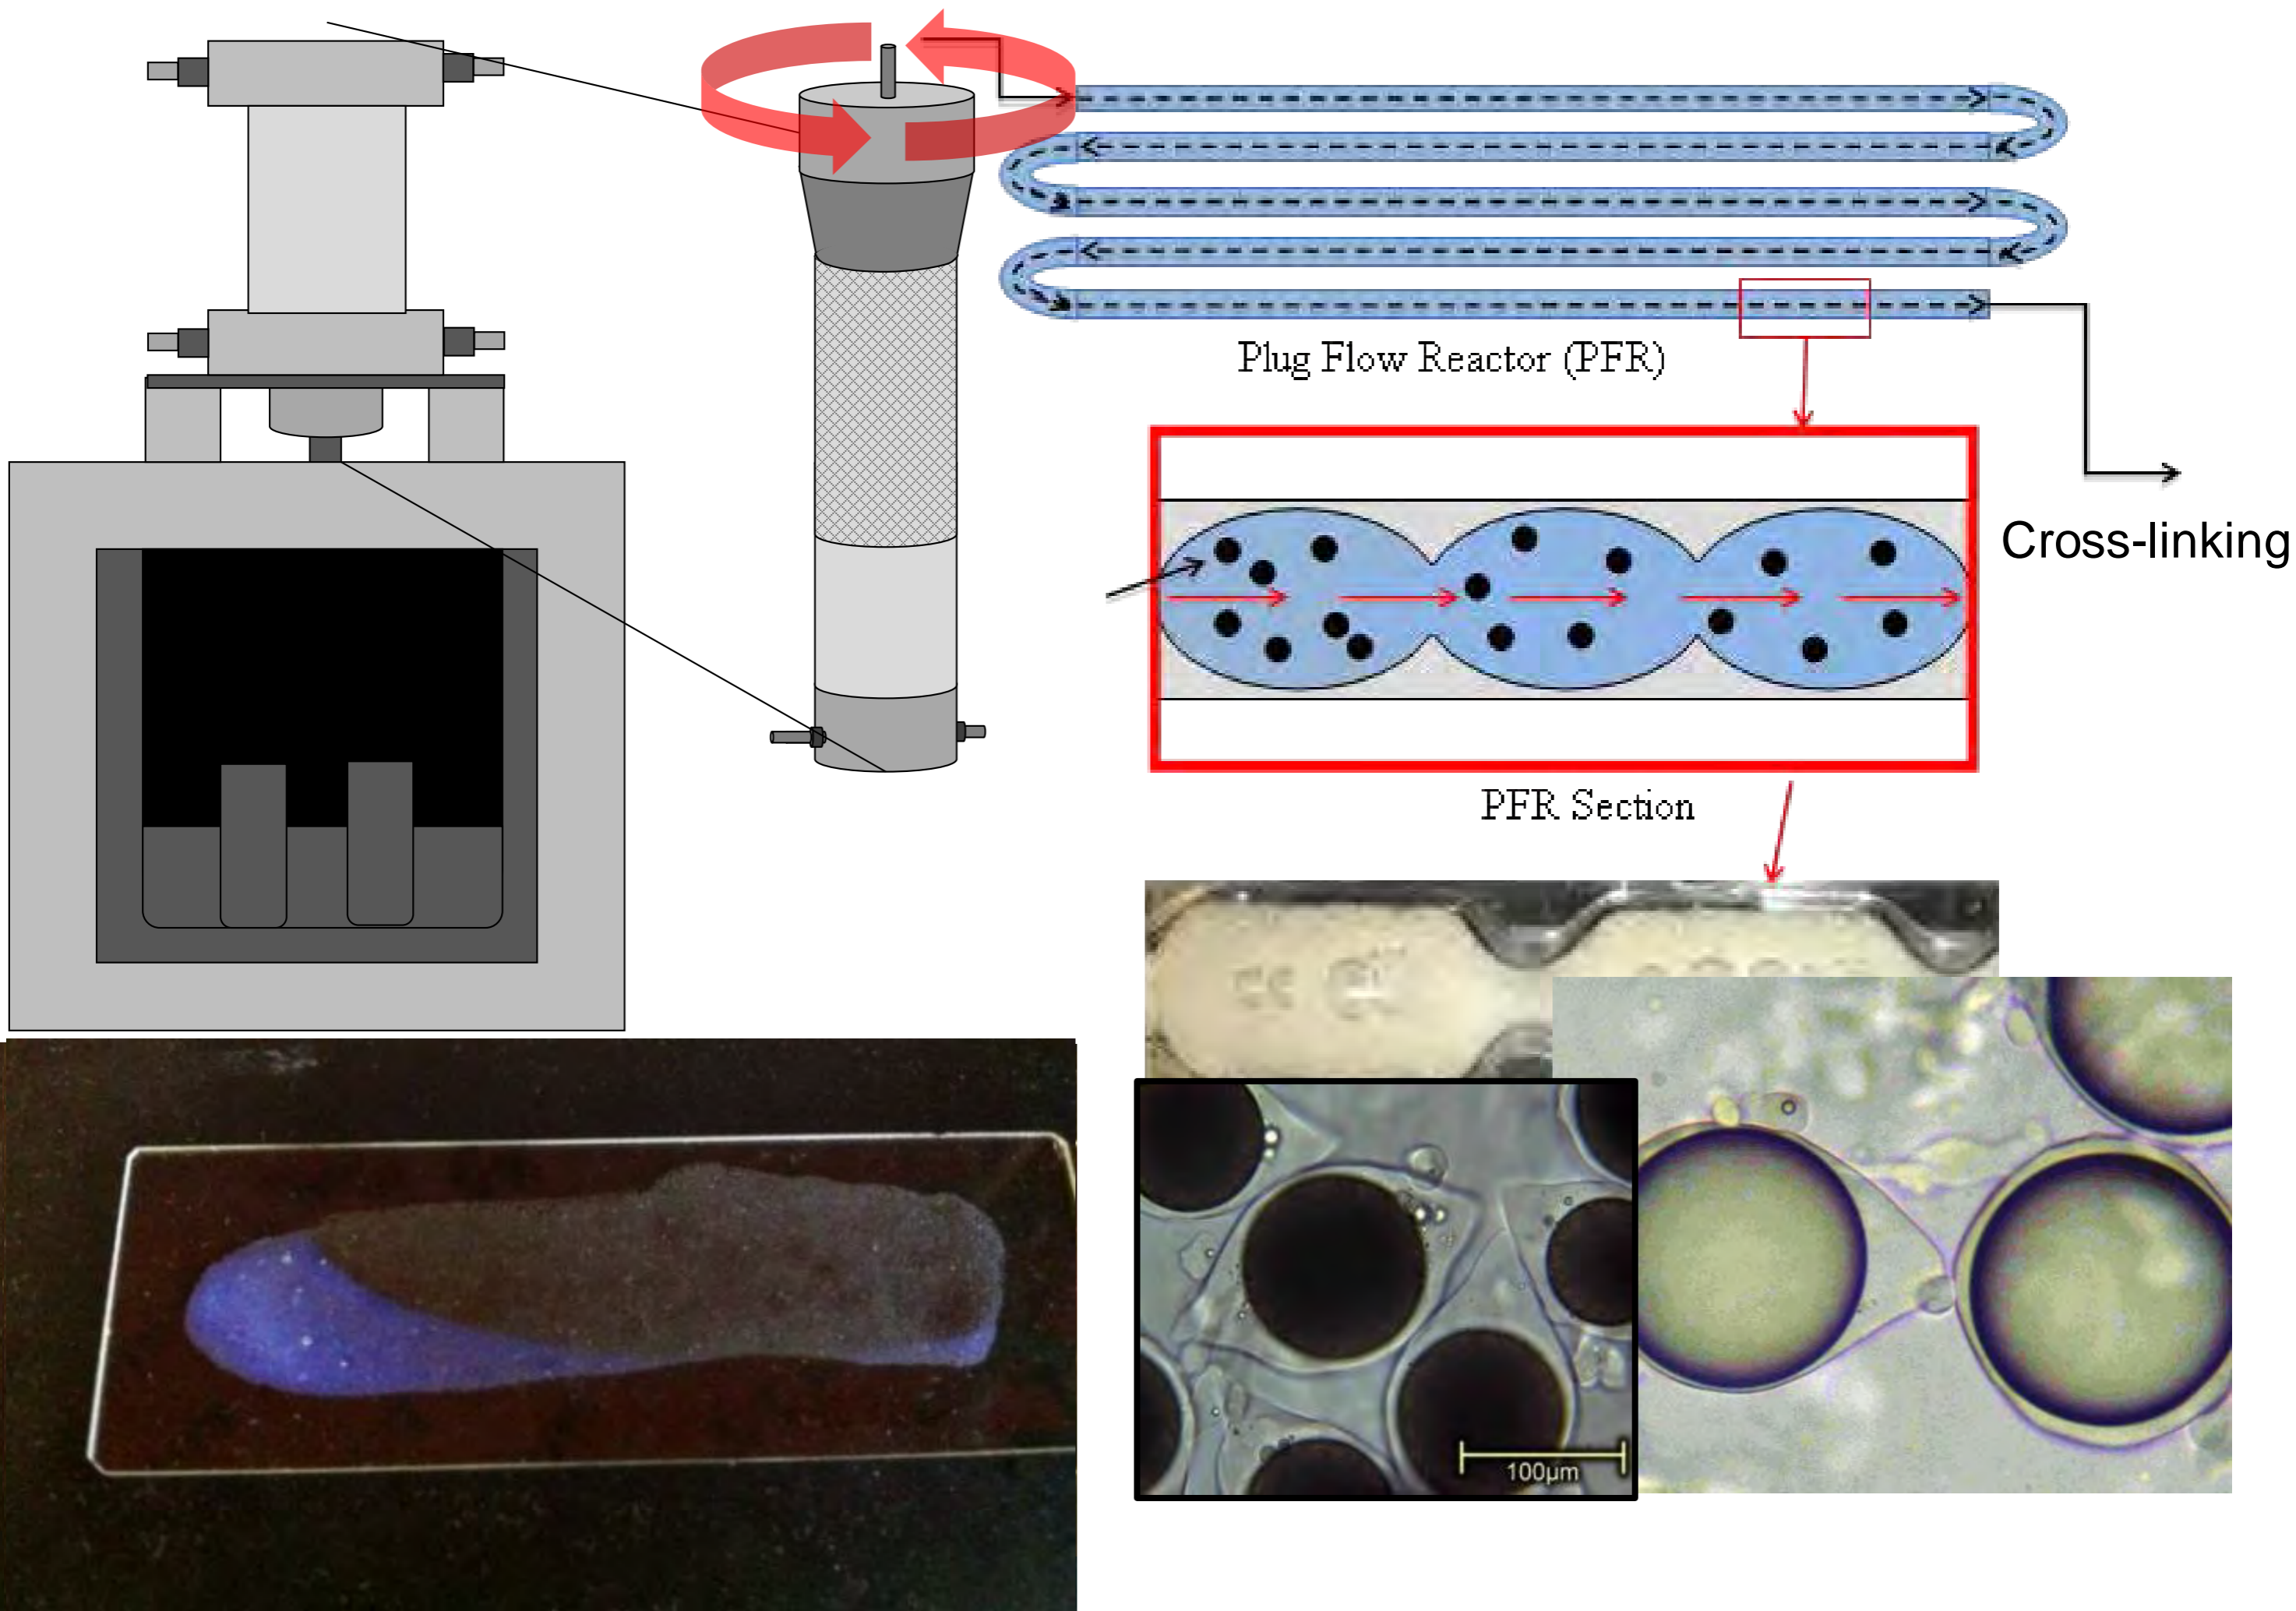 Plug Flow Reactor (PFR)
Cross-linking
PFR Section
100µm